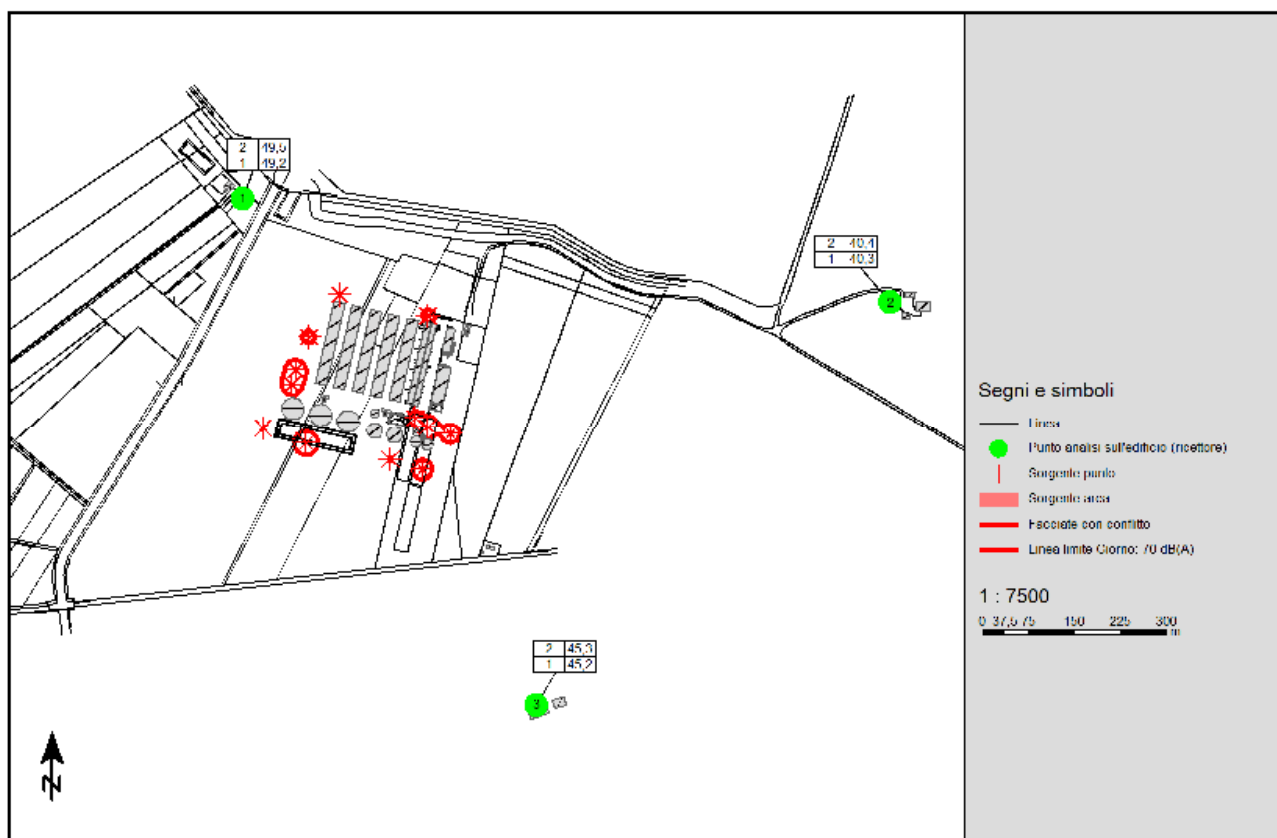 2 49,5
1 49,2
1
2 40,4
1 40,3
2
2 45,3
1 45,2
3
N
Segni e simboli
Linea
Punto analisi sull'edificio (ricettore)
Sorgente punto
Sorgente area
Facciate con conflitto
Linea limite Giorno: 70 dB(A)
1 : 7500
0 37,5 75 150 225 300
m